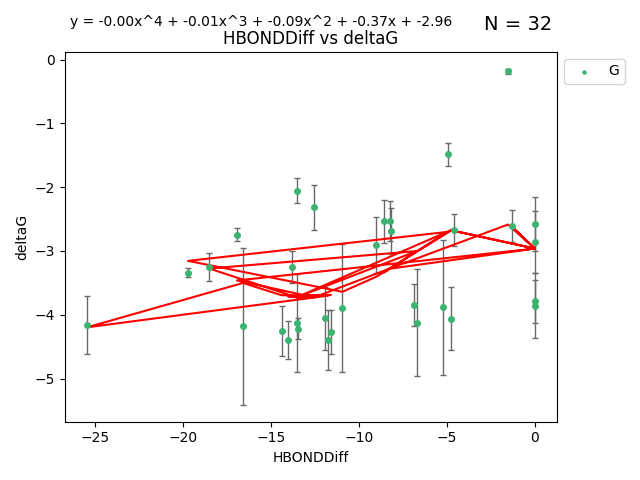 y = -0.00x^4 + -0.01x^3 + -0.09x^2 + -0.37x + -2.96
N = 32
HBONDDiff vs deltaG
G
0
−1
−2
−3
−4
−5
deltaG
−25
−20
−15
−10
−5
0
HBONDDiff